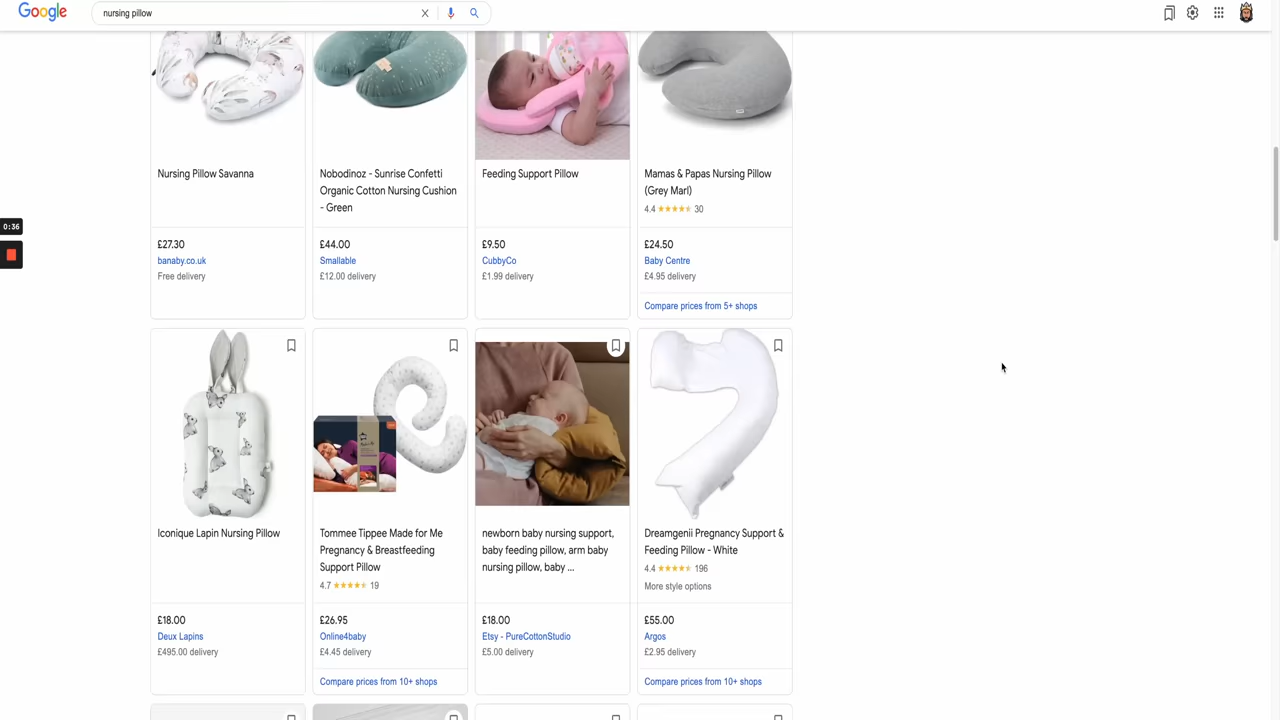 Google
nursing pillow
0:36
Nursing Pillow Savanna
£27.30
banaby.co.uk
Free delivery
Nobodinoz - Sunrise Confetti
Organic Cotton Nursing Cushion
- Green
£44.00
Smallable
£12.00 delivery
Feeding Support Pillow
£9.50
CubbyCo
£1.99 delivery
Mamas & Papas Nursing Pillow
(Grey Marl)
4.4 30
£24.50
Baby Centre
£4.95 delivery
Compare prices from 5+ shops
Iconique Lapin Nursing Pillow
£18.00
Deux Lapins
£495.00 delivery
Tommee Tippee Made for Me
Pregnancy & Breastfeeding
Support Pillow
4.7 19
£26.95
Online4baby
£4.45 delivery
Compare prices from 10+ shops
newborn baby nursing support,
baby feeding pillow, arm baby
nursing pillow, baby ...
£18.00
Etsy - PureCottonStudio
£5.00 delivery
Dreamgenii Pregnancy Support &
Feeding Pillow - White
4.4 196
More style options
£55.00
Argos
£2.95 delivery
Compare prices from 10+ shops